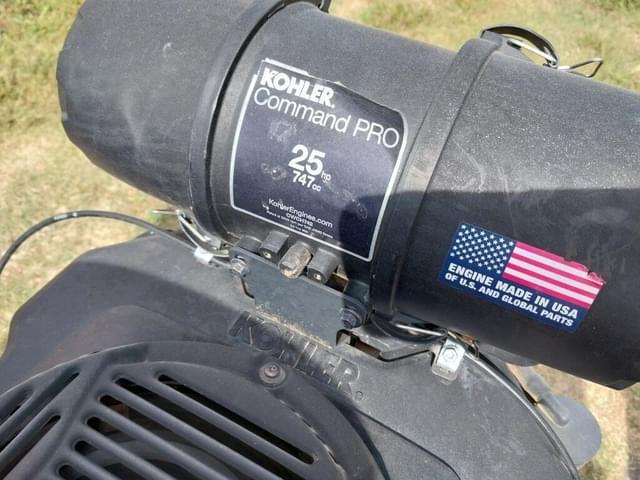 KOHLER.
Command PRO
25 hp
747 cc
KohlerEngines.com
ENGINE MADE IN USA
OF U.S. AND GLOBAL PARTS
KOHLER